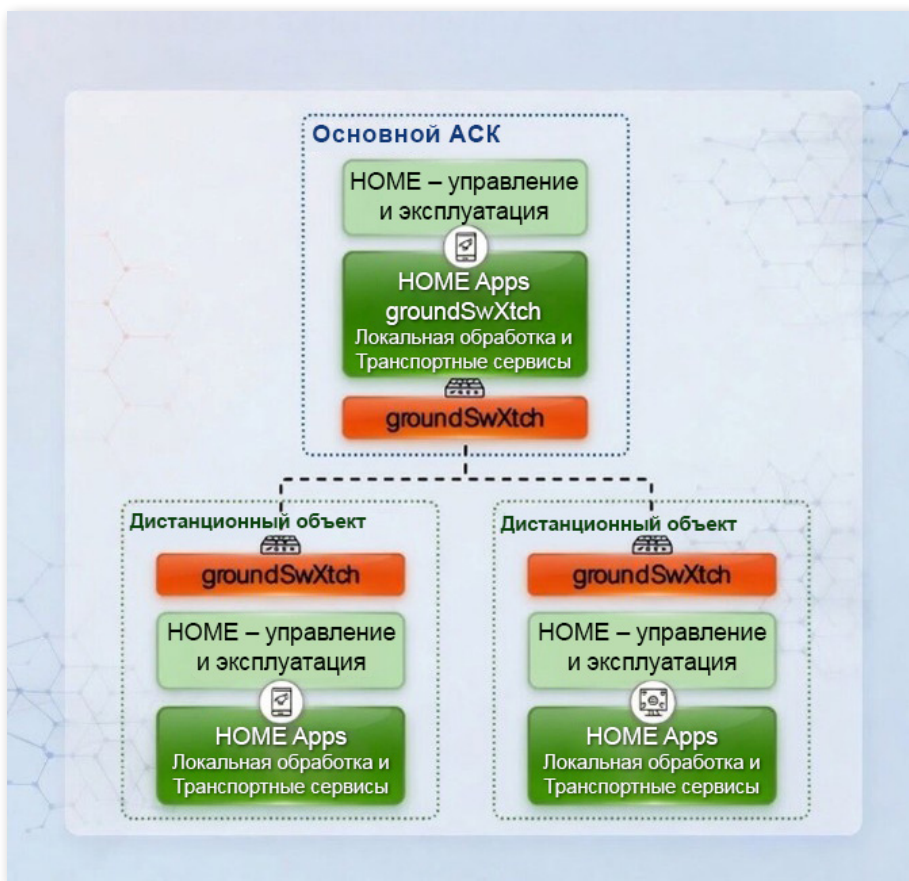 Основной АСК
HOME – управление
и эксплуатация
HOME Apps
groundSwXtch
Локальная обработка и
Транспортные сервисы
groundSwXtch
Дистанционный объект
groundSwXtch
HOME – управление
и эксплуатация
HOME Apps
Локальная обработка и
Транспортные сервисы
Дистанционный объект
groundSwXtch
HOME – управление
и эксплуатация
HOME Apps
Локальная обработка и
Транспортные сервисы